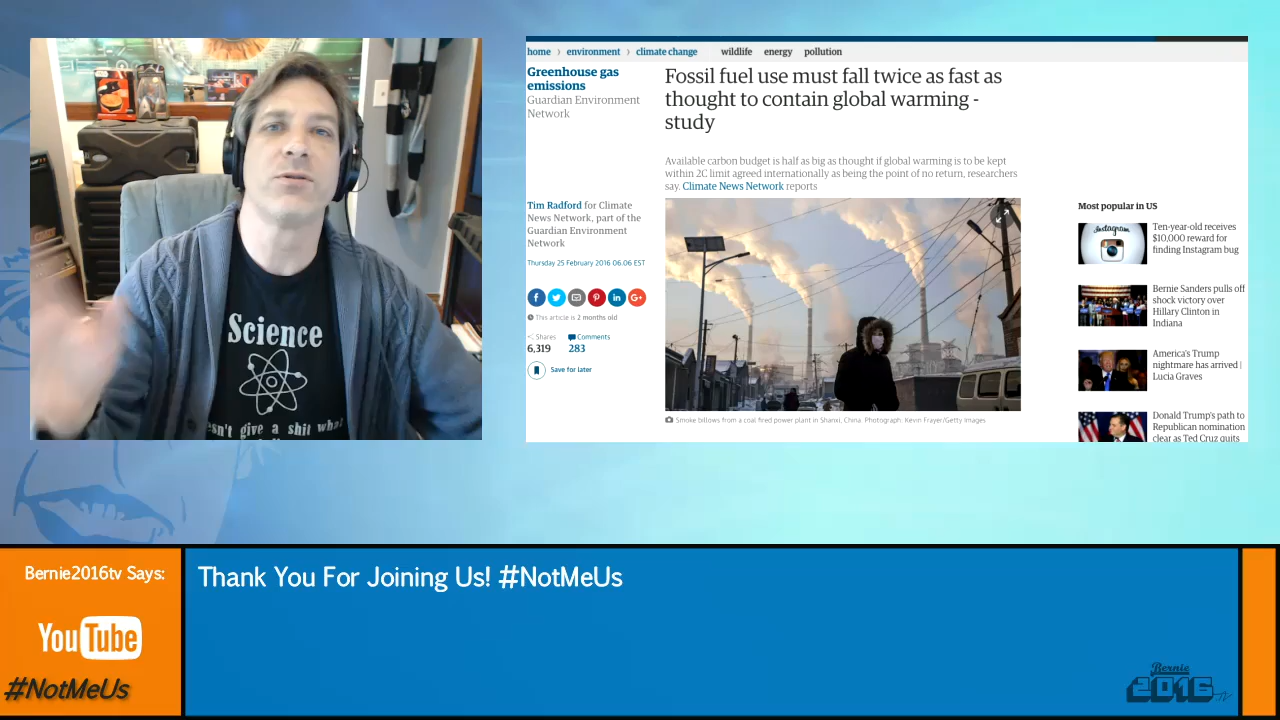 Science
esn't give a shit what
home › environment › climate change wildlife energy pollution
Greenhouse gas
emissions
Guardian Environment
Network
Fossil fuel use must fall twice as fast as
thought to contain global warming -
study
Available carbon budget is half as big as thought if global warming is to be kept
within 2C limit agreed internationally as being the point of no return, researchers
say. Climate News Network reports
Tim Radford for Climate
News Network, part of the
Guardian Environment
Network
Thursday 25 February 2016 06.06 EST
This article is 2 months old
Shares Comments
6,319 283
Save for later
Smoke billows from a coal fired power plant in Shanxi, China. Photograph: Kevin Frayer/Getty Images
Most popular in US
Instagram
Ten-year-old receives
$10,000 reward for
finding Instagram bug
Bernie Sanders pulls off
shock victory over
Hillary Clinton in
Indiana
America's Trump
nightmare has arrived |
Lucia Graves
Donald Trump's path to
Republican nomination
clear as Ted Cruz quits
Bernie2016tv Says:
YouTube
#NotMeUs
Thank You For Joining Us! #NotMeUs
Bernie
2016
TV